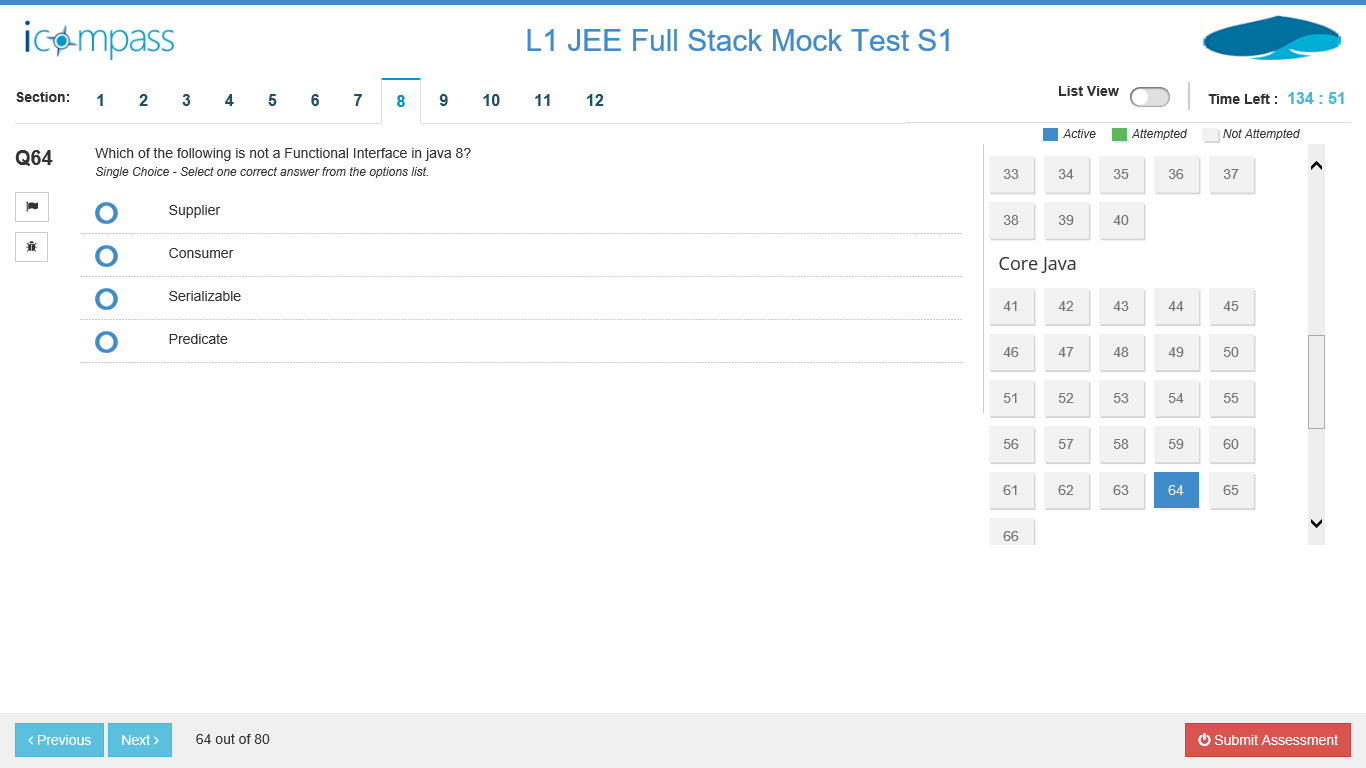 icompass
L1 JEE Full Stack Mock Test S1
Section:
1 2 3 4 5 6 7 8 9 10 11 12
List View
Time Left : 134 : 51
Active Attempted Not Attempted
Q64
Which of the following is not a Functional Interface in java 8?
Single Choice - Select one correct answer from the options list.
Supplier
Consumer
Serializable
Predicate
33 34 35 36 37
38 39 40
Core Java
41 42 43 44 45
46 47 48 49 50
51 52 53 54 55
56 57 58 59 60
61 62 63 64 65
66
‹ Previous
Next ›
64 out of 80
Submit Assessment